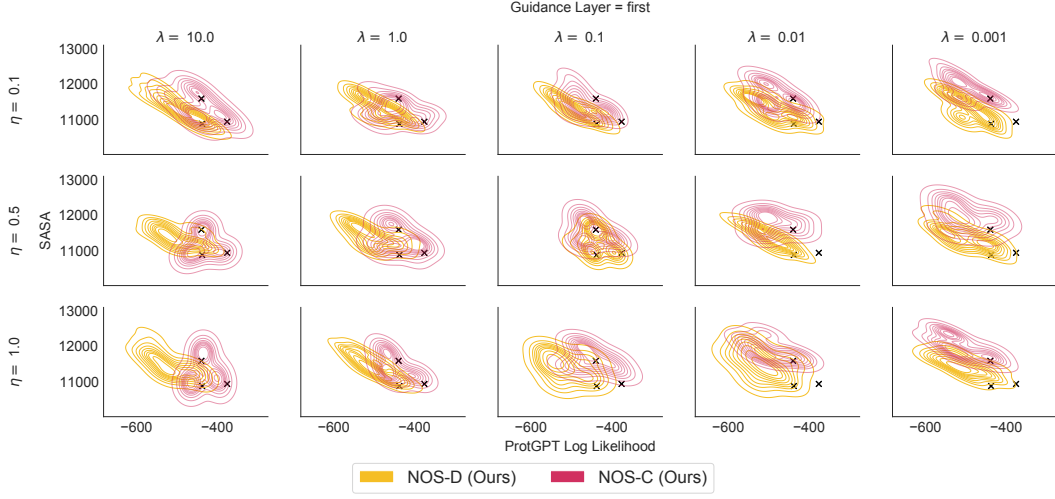 Guidance Layer = first
λ = 10.0 λ = 1.0 λ = 0.1 λ = 0.01 λ = 0.001
η = 0.1
13000
12000
11000
η = 0.5
SASA
13000
12000
11000
η = 1.0
13000
12000
11000
−600 −400 −600 −400 −600 −400 −600 −400 −600 −400
ProtGPT Log Likelihood
NOS-D (Ours) NOS-C (Ours)